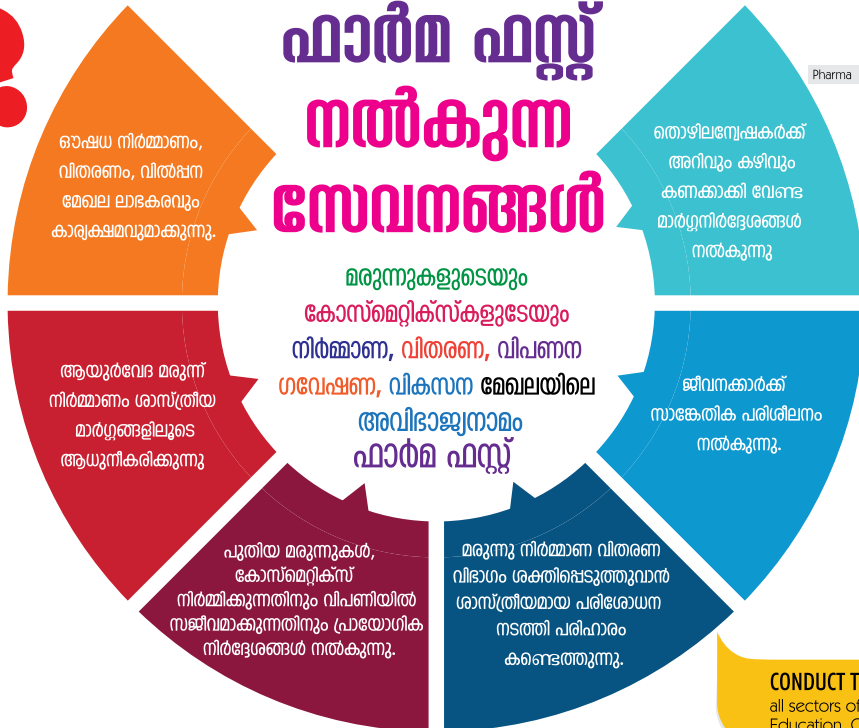 ഫാർമ ഫസ്റ്റ്
നൽകുന്ന
സേവനങ്ങൾ
മരുന്നുകളുടെയും
കോസ്മെറ്റിക്സ്കളുടേയും
നിർമ്മാണ, വിതരണ, വിപണന
ഗവേഷണ, വികസന മേഖലയിലെ
അവിഭാജ്യനാമം
ഫാർമ ഫസ്റ്റ്
ഔഷധ നിർമ്മാണം,
വിതരണം, വിൽപ്പന
മേഖല ലാഭകരവും
കാര്യക്ഷമവുമാക്കുന്നു.
ആയുർവേദ മരുന്ന്
നിർമ്മാണം ശാസ്ത്രീയ
മാർഗ്ഗങ്ങളിലൂടെ
ആധുനീകരിക്കുന്നു
പുതിയ മരുന്നുകൾ,
കോസ്മെറ്റിക്സ്
നിർമ്മിക്കുന്നതിനും വിപണിയിൽ
സജീവമാക്കുന്നതിനും പ്രായോഗിക
നിർദ്ദേശങ്ങൾ നൽകുന്നു.
മരുന്നു നിർമ്മാണ വിതരണ
വിഭാഗം ശക്തിപ്പെടുത്തുവാൻ
ശാസ്ത്രീയമായ പരിശോധന
നടത്തി പരിഹാരം
കണ്ടെത്തുന്നു.
ജീവനക്കാർക്ക്
സാങ്കേതിക പരിശീലനം
നൽകുന്നു.
തൊഴിലന്വേഷകർക്ക്
അറിവും കഴിവും
കണക്കാക്കി വേണ്ട
മാർഗ്ഗനിർദ്ദേശങ്ങൾ
നൽകുന്നു
Pharma
CONDUCT T
all sectors of
Education, C